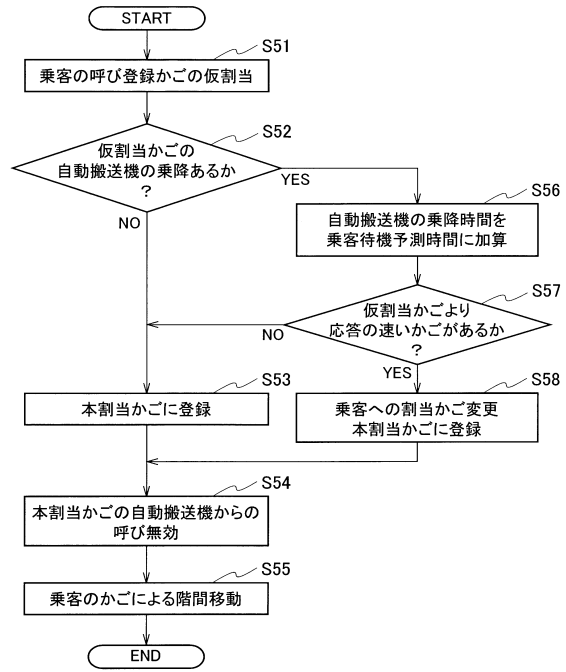 START
S51
乗客の呼び登録かごの仮割当
S52
仮割当かごの
自動搬送機の乗降あるか
?
YES
NO
S56
自動搬送機の乗降時間を
乗客待機予測時間に加算
S57
仮割当かごより
応答の速いかごがあるか
?
NO
YES
S53
本割当かごに登録
S58
乗客への割当かご変更
本割当かごに登録
S54
本割当かごの自動搬送機からの
呼び無効
S55
乗客のかごによる階間移動
END